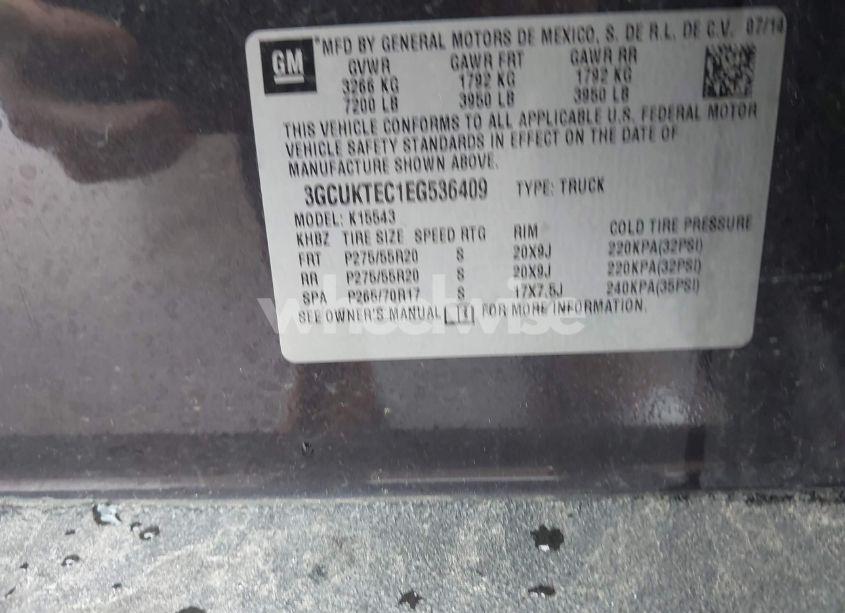 GM
*MFD BY GENERAL MOTORS DE MEXICO, S. DE R.L. DE C.V. 07/14
GVWR GAWR FRT GAWR RR
3266 KG 1792 KG 1792 KG
7200 LB 3950 LB 3950 LB
THIS VEHICLE CONFORMS TO ALL APPLICABLE U.S. FEDERAL MOTOR
VEHICLE SAFETY STANDARDS IN EFFECT ON THE DATE OF
MANUFACTURE SHOWN ABOVE.
3GCUKTEC1EG536409 TYPE: TRUCK
MODEL: K15543
KHBZ TIRE SIZE SPEED RTG RIM COLD TIRE PRESSURE
FRT P275/55R20 S 20X9J 220KPA(32PSI)
RR P275/55R20 S 20X9J 220KPA(32PSI)
SPA P265/70R17 S 17X7.5J 240KPA(35PSI)
SEE OWNER'S MANUAL FOR MORE INFORMATION.
wheelwise